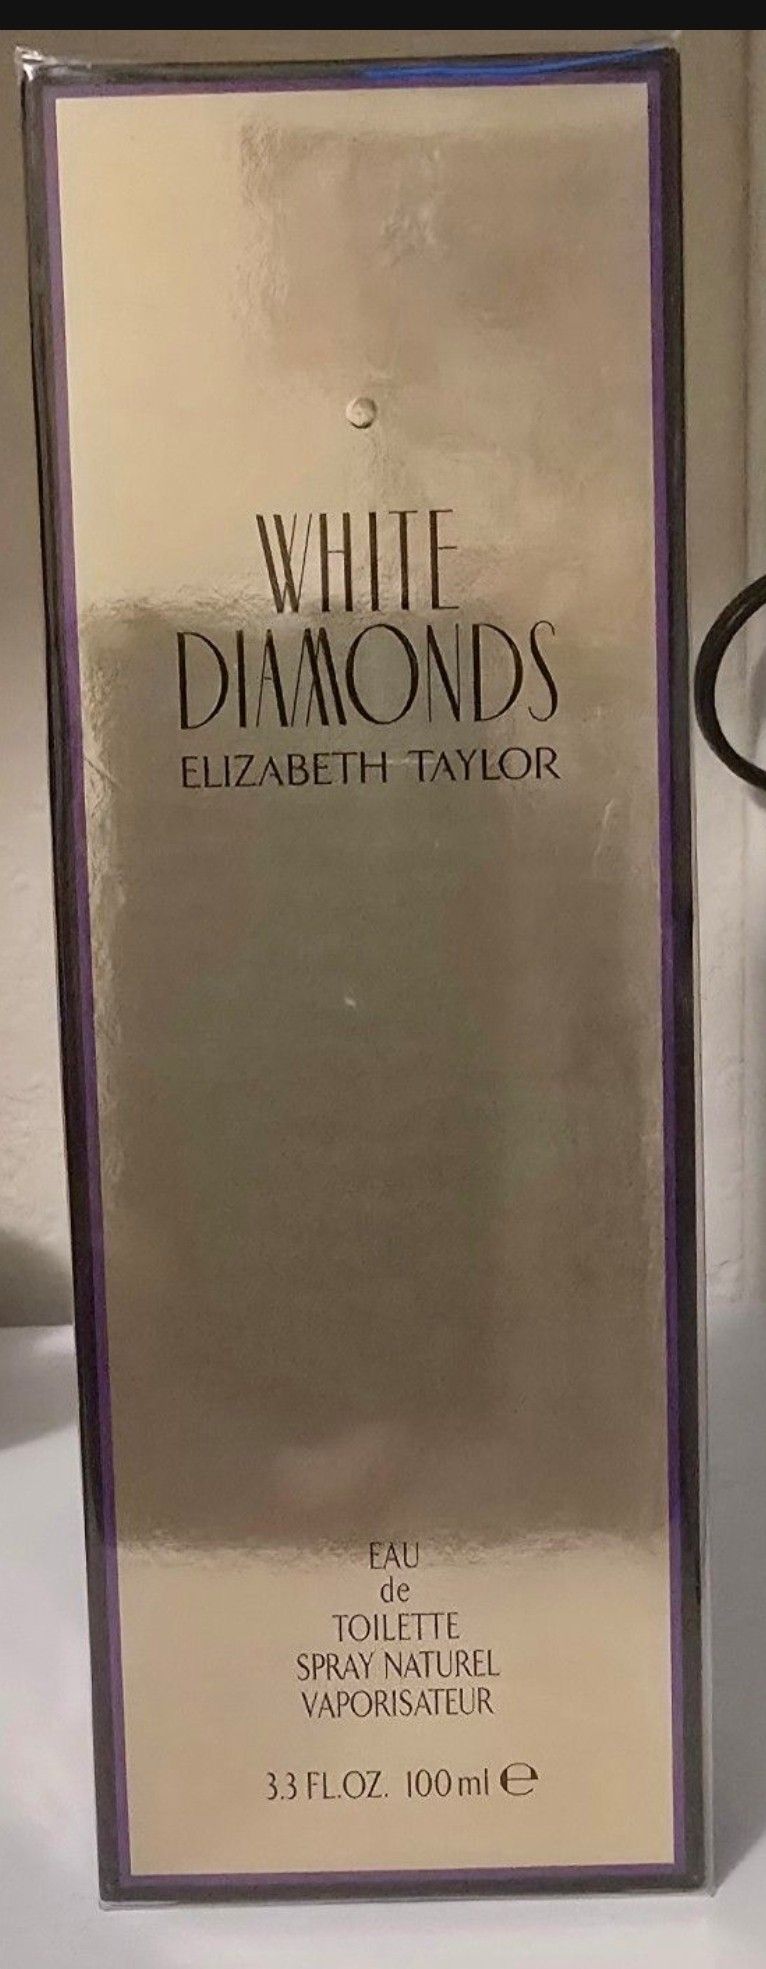 WHITE
DIAMONDS
ELIZABETH TAYLOR
EAU
de
TOILETTE
SPRAY NATUREL
VAPORISATEUR
3.3 FL.OZ. 100ml ℮